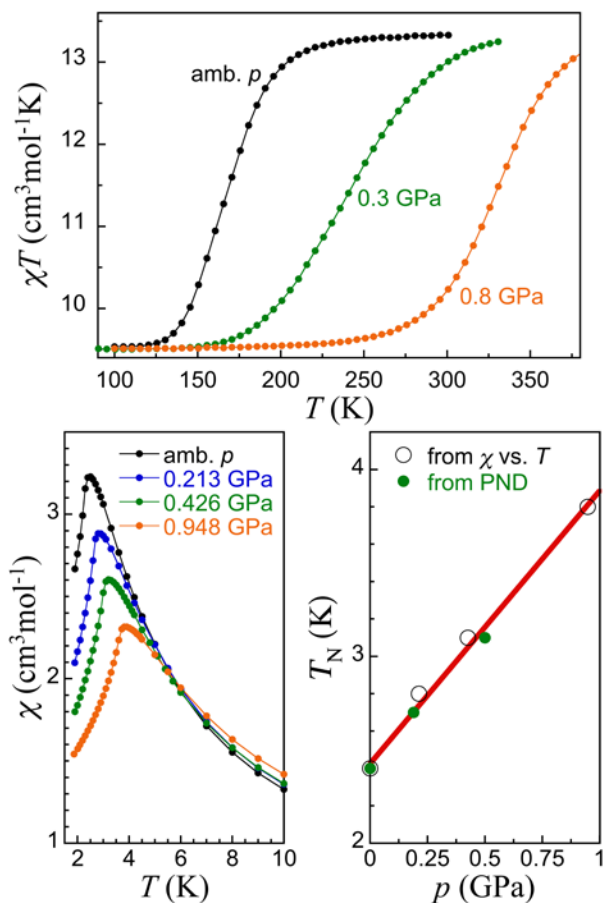 13
12
11
10
χT (cm³mol⁻¹K)
amb. p
0.3 GPa
0.8 GPa
100 150 200 250 300 350
T (K)
3
2
1
χ (cm³mol⁻¹)
amb. p
0.213 GPa
0.426 GPa
0.948 GPa
2 4 6 8 10
T (K)
4
3
2
T_N (K)
from χ vs. T
from PND
0 0.25 0.5 0.75 1
p (GPa)